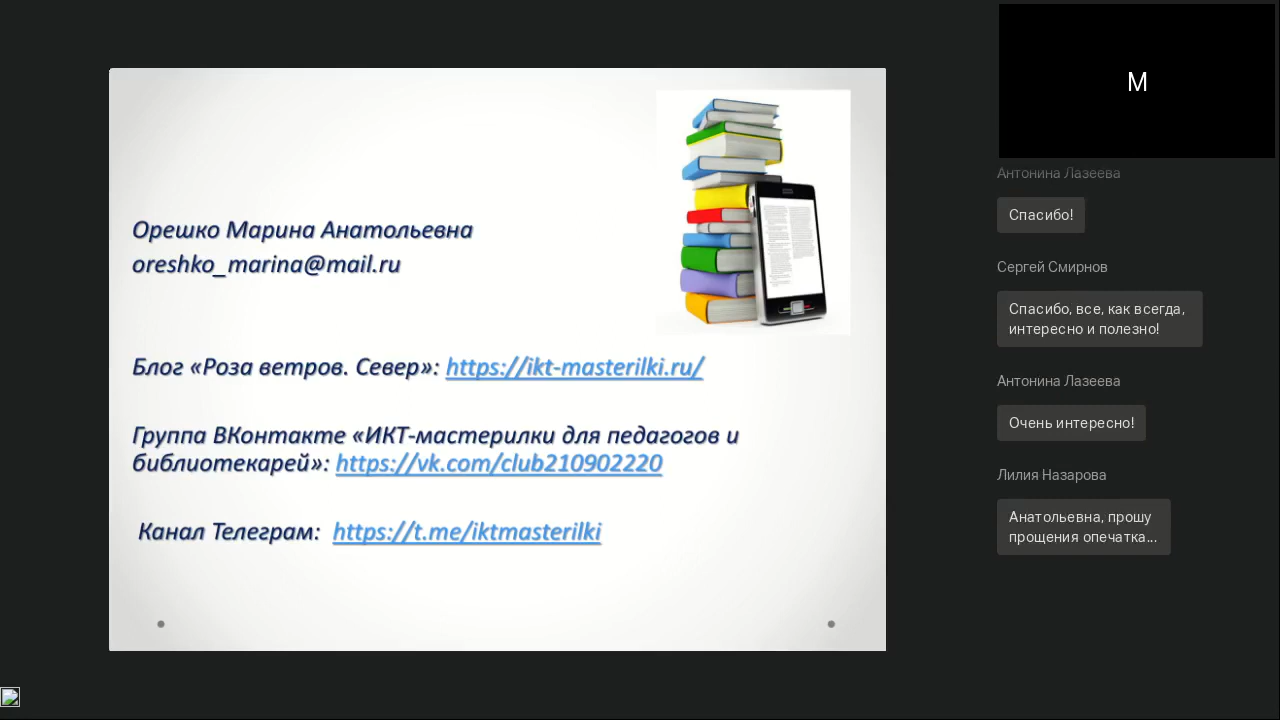 Орешко Марина Анатольевна
oreshko_marina@mail.ru
Блог «Роза ветров. Север»: https://ikt-masterilki.ru/
Группа ВКонтакте «ИКТ-мастерилки для педагогов и
библиотекарей»: https://vk.com/club210902220
Канал Телеграм: https://t.me/iktmasterilki
М
Антонина Лазеева
Спасибо!
Сергей Смирнов
Спасибо, все, как всегда,
интересно и полезно!
Антонина Лазеева
Очень интересно!
Лилия Назарова
Анатольевна, прошу
прощения опечатка...